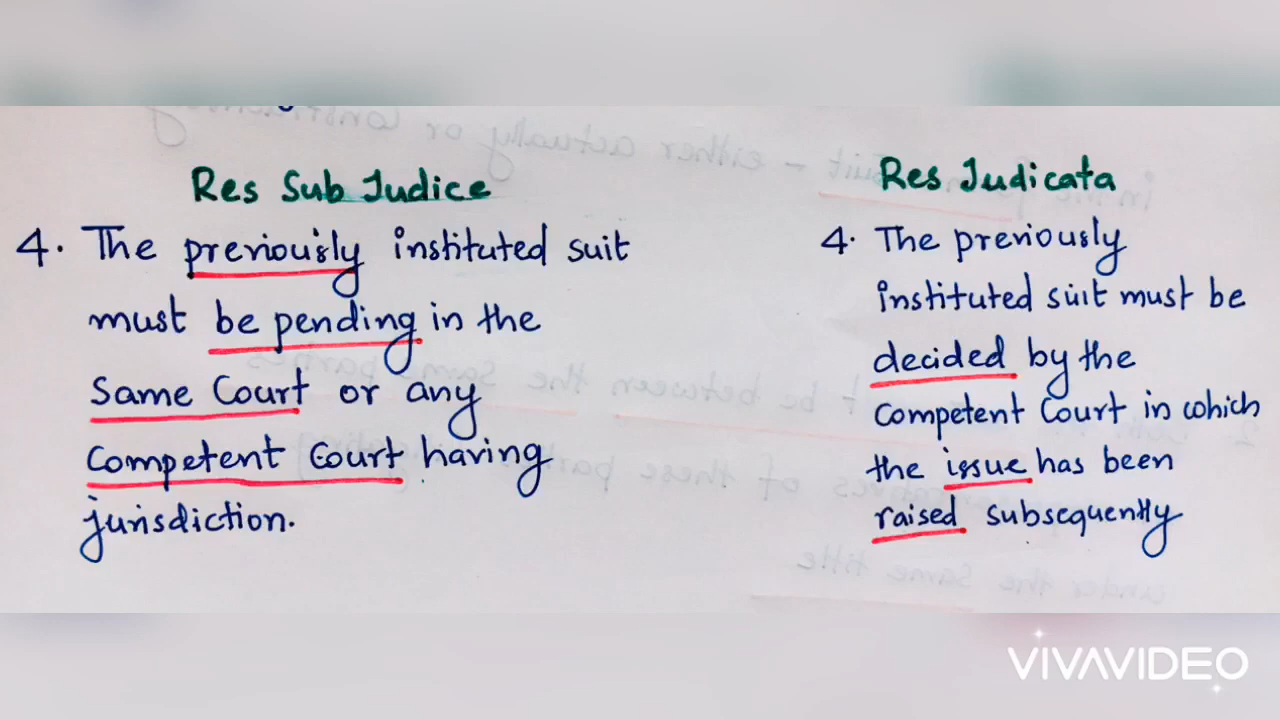 Res Sub Judice
4. The previously instituted suit
must be pending in the
Same Court or any
Competent Court having
jurisdiction.
Res Judicata
4. The previously
instituted suit must be
decided by the
Competent Court in which
the issue has been
raised subsequently
VIVAVIDEO